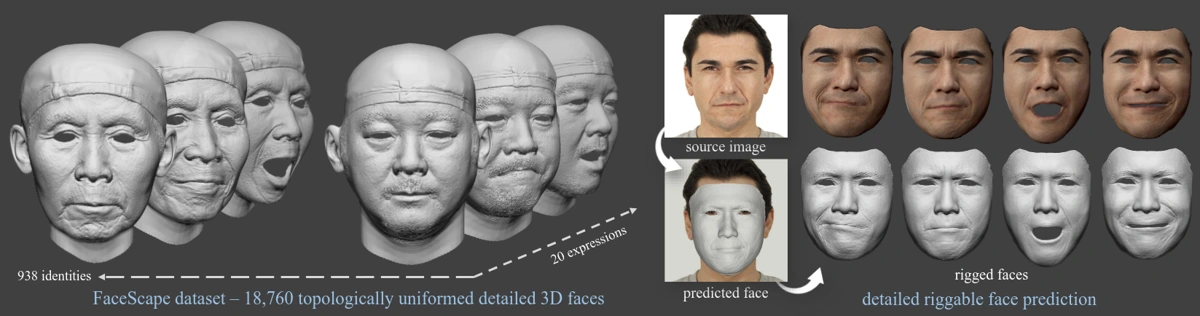 source image
20 expressions
938 identities
predicted face
rigged faces
FaceScape dataset – 18,760 topologically uniformed detailed 3D faces
detailed riggable face prediction